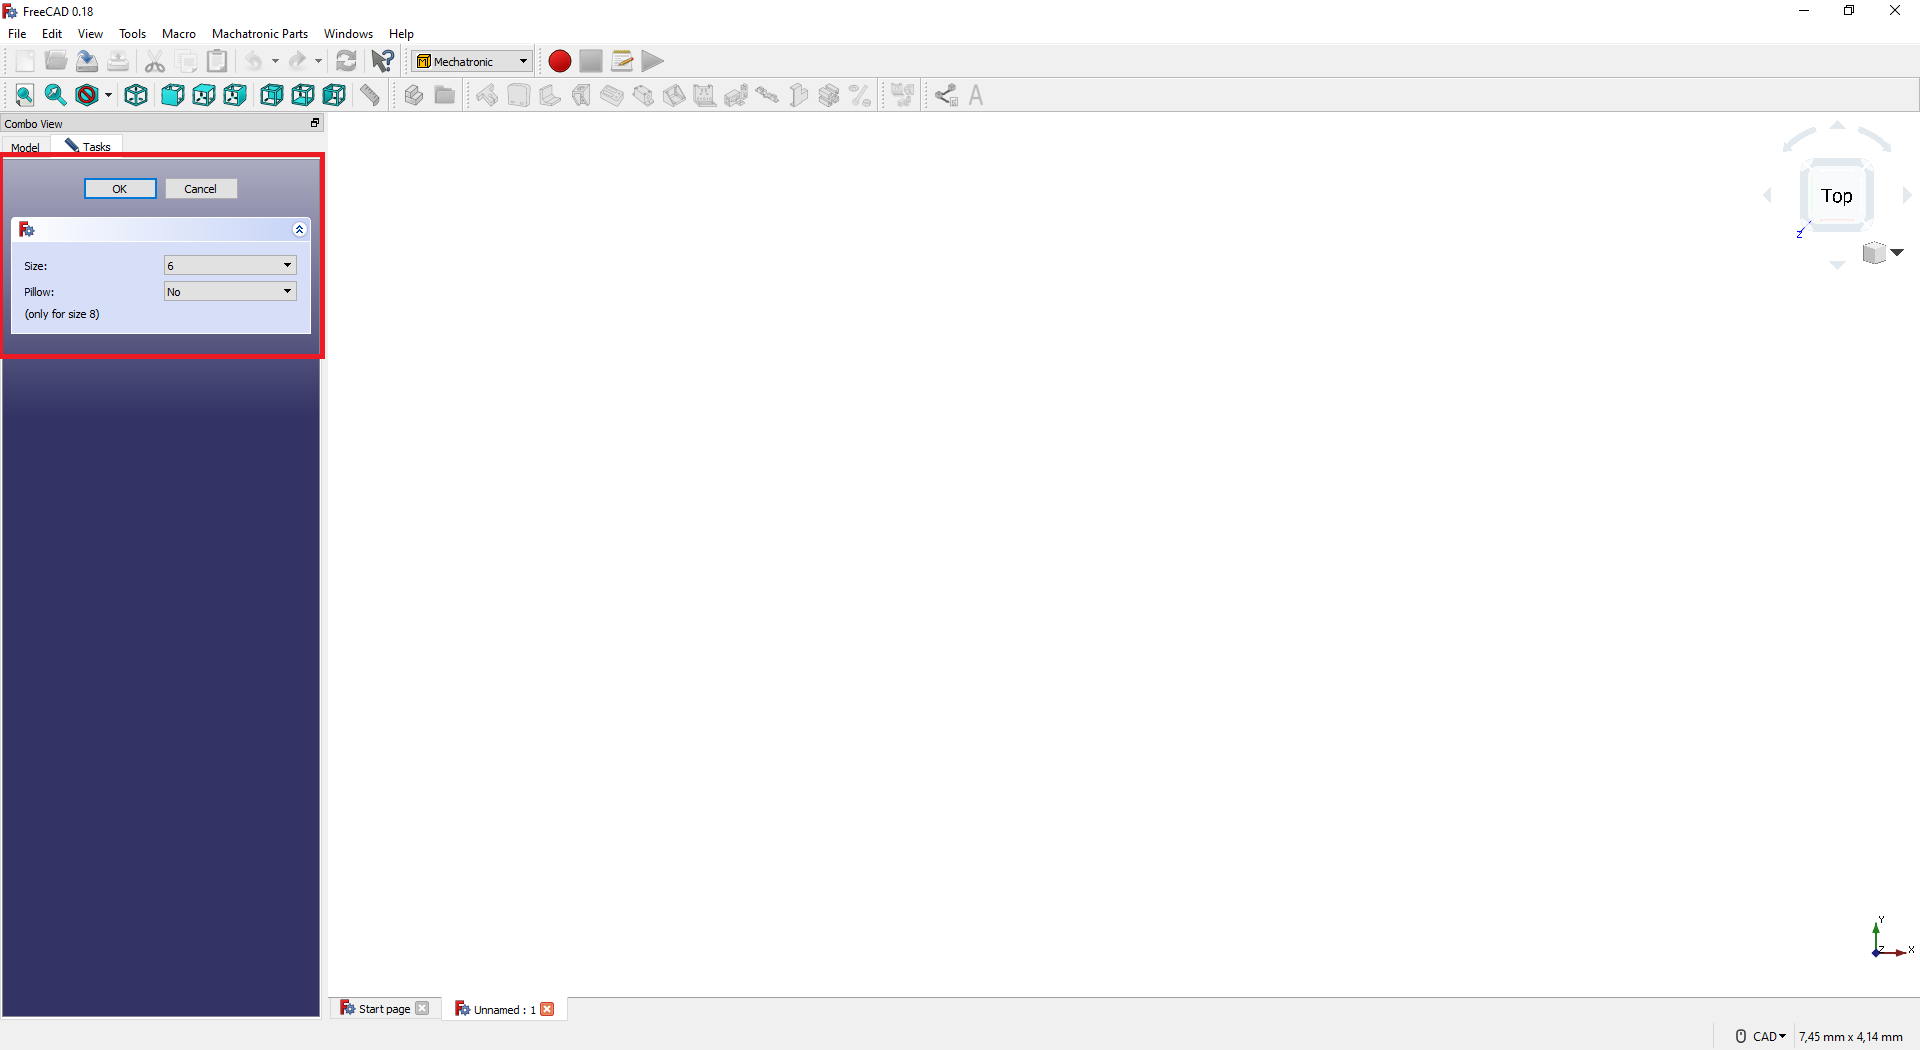 FreeCAD 0.18
File Edit View Tools Macro Machatronic Parts Windows Help
Mechatronic
Combo View
Model Tasks
OK Cancel
Size: 6
Pillow: No
(only for size 8)
Top
Z
Y
Z X
Start page Unnamed : 1
CAD 7,45 mm x 4,14 mm